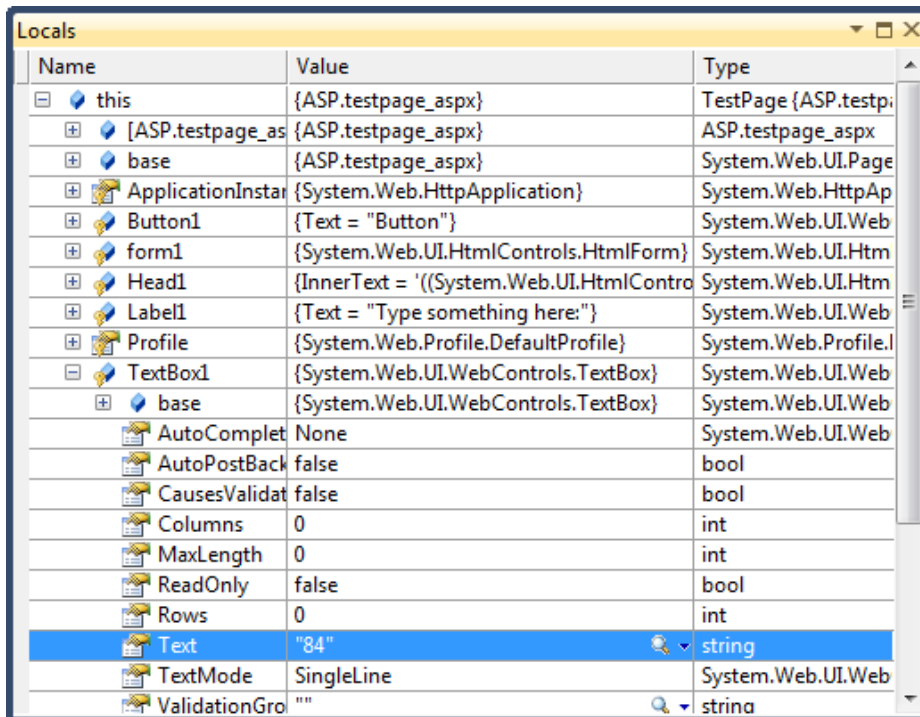 Locals
Name Value Type
this {ASP.testpage_aspx} TestPage {ASP.testpa
[ASP.testpage_as {ASP.testpage_aspx} ASP.testpage_aspx
base {ASP.testpage_aspx} System.Web.UI.Page
ApplicationInstan {System.Web.HttpApplication} System.Web.HttpAp
Button1 {Text = "Button"} System.Web.UI.Web
form1 {System.Web.UI.HtmlControls.HtmlForm} System.Web.UI.Htm
Head1 {InnerText = '((System.Web.UI.HtmlContro System.Web.UI.Htm
Label1 {Text = "Type something here:"} System.Web.UI.Web
Profile {System.Web.Profile.DefaultProfile} System.Web.Profile.
TextBox1 {System.Web.UI.WebControls.TextBox} System.Web.UI.Web
base {System.Web.UI.WebControls.TextBox} System.Web.UI.Web
AutoComplet None System.Web.UI.Web
AutoPostBack false bool
CausesValidat false bool
Columns 0 int
MaxLength 0 int
ReadOnly false bool
Rows 0 int
Text "84" string
TextMode SingleLine System.Web.UI.Web
ValidationGro "" string